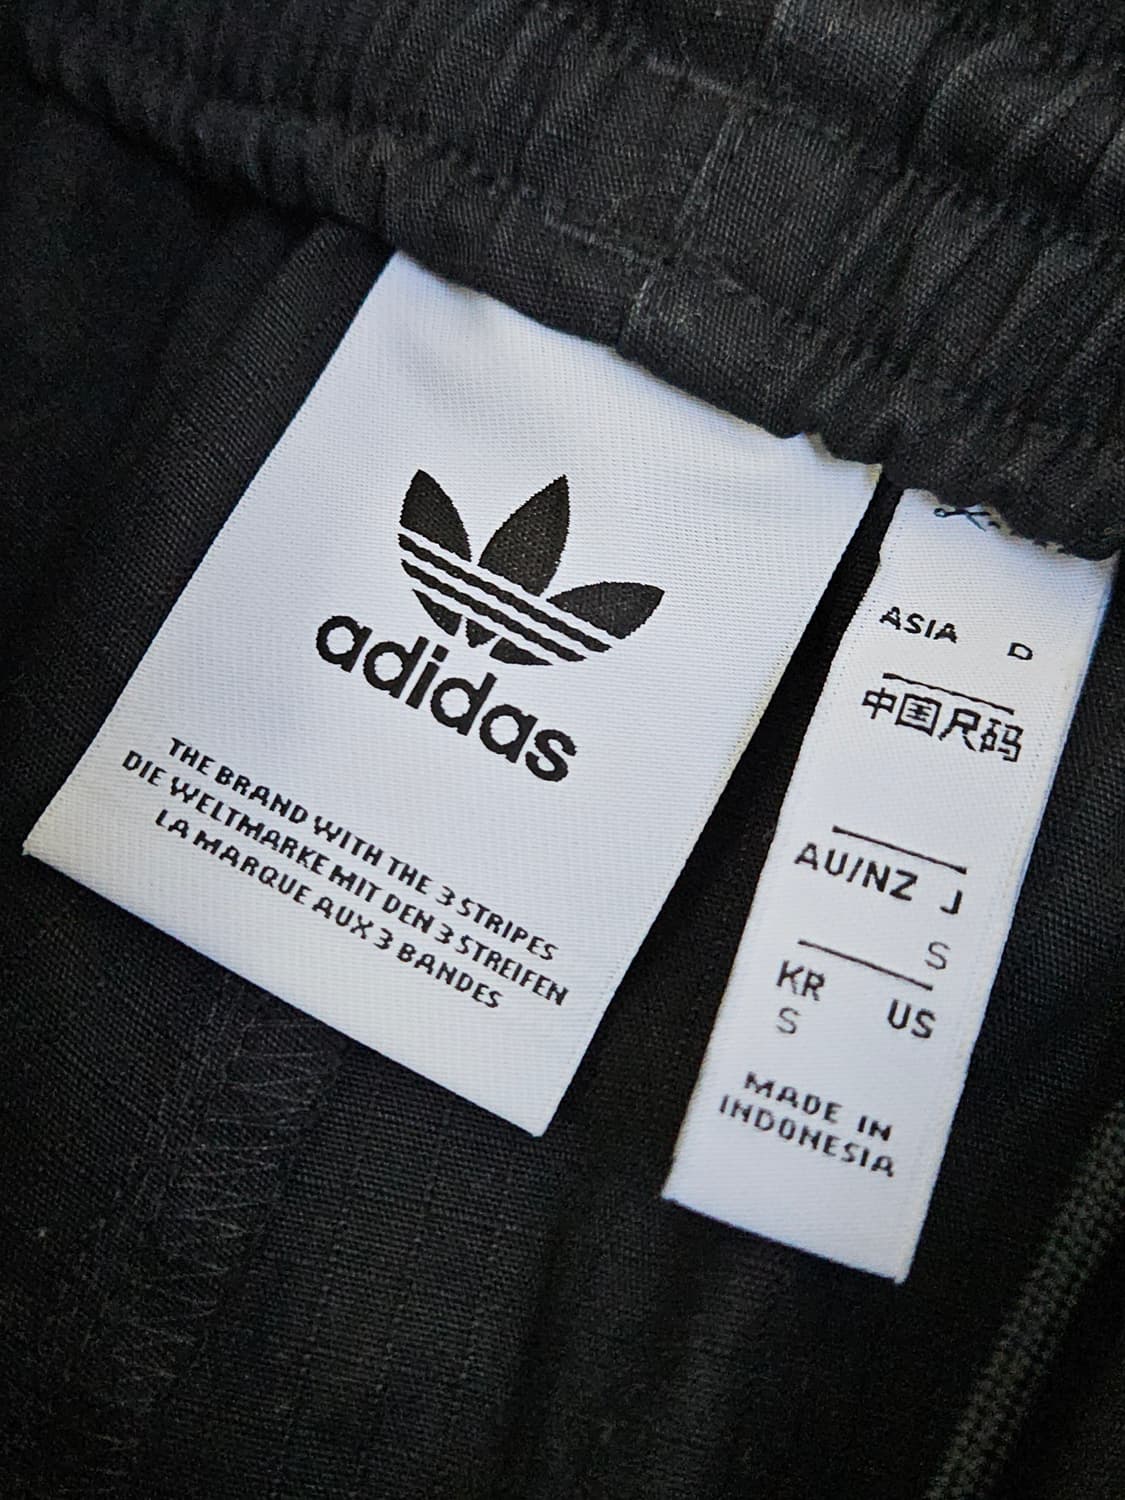 adidas
THE BRAND WITH THE 3 STRIPES
DIE WELTMARKE MIT DEN 3 STREIFEN
LA MARQUE AUX 3 BANDES
ASIA D
中国尺码
AU/NZ J
S
KR US
S
MADE IN
INDONESIA